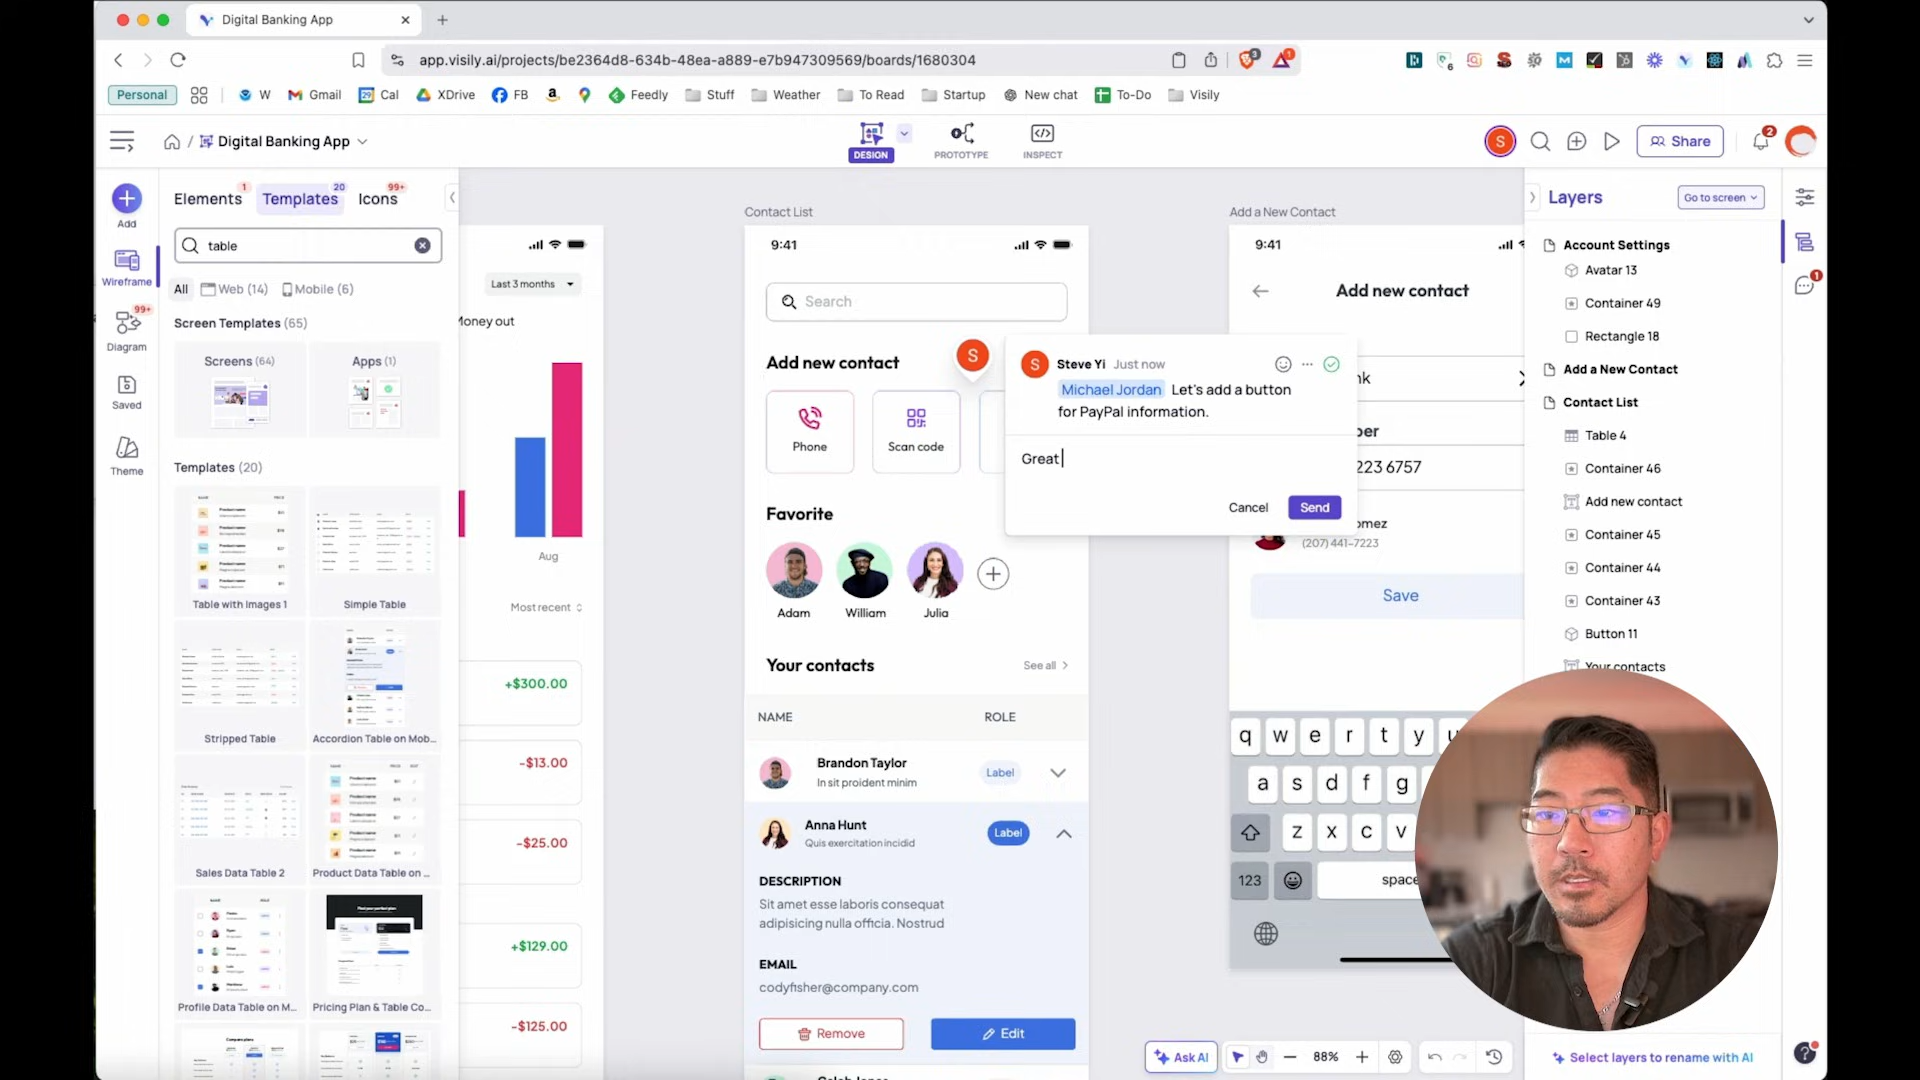 Digital Banking App
app.visily.ai/projects/be2364d8-634b-48ea-a889-e7b947309569/boards/1680304
3
1
6
Personal
W
Gmail
Cal
XDrive
FB
Feedly
Stuff
Weather
To Read
Startup
New chat
To-Do
Visily
/ Digital Banking App
DESIGN
PROTOTYPE
INSPECT
S
Share
2
Add
Wireframe
99+
Diagram
Saved
Theme
Elements
1
Templates
20
Icons
99+
table
All
Web (14)
Mobile (6)
Screen Templates (65)
Screens (64)
Apps (1)
Templates (20)
Table with Images 1
Simple Table
Stripped Table
Accordion Table on Mob...
Sales Data Table 2
Product Data Table on ...
Profile Data Table on M...
Pricing Plan & Table Co...
Last 3 months
Money out
Aug
Most recent
+$300.00
-$13.00
-$25.00
+$129.00
-$125.00
Contact List
9:41
Search
Add new contact
Phone
Scan code
Favorite
Adam
William
Julia
Your contacts
See all
NAME
ROLE
Brandon Taylor
In sit proident minim
Label
Anna Hunt
Quis exercitation incidid
Label
DESCRIPTION
Sit amet esse laboris consequat
adipisicing nulla officia. Nostrud
EMAIL
codyfisher@company.com
Remove
Edit
S
S
Steve Yi Just now
Michael Jordan Let's add a button
for PayPal information.
Great
Cancel
Send
Add a New Contact
9:41
Add new contact
nk
ber
223 6757
omez
(207) 441-7223
Save
q w e r t y u
a s d f g
z x c v
123
space
Ask AI
88%
Layers
Go to screen
1
Account Settings
Avatar 13
Container 49
Rectangle 18
Add a New Contact
Contact List
Table 4
Container 46
Add new contact
Container 45
Container 44
Container 43
Button 11
Your contacts
Select layers to rename with AI